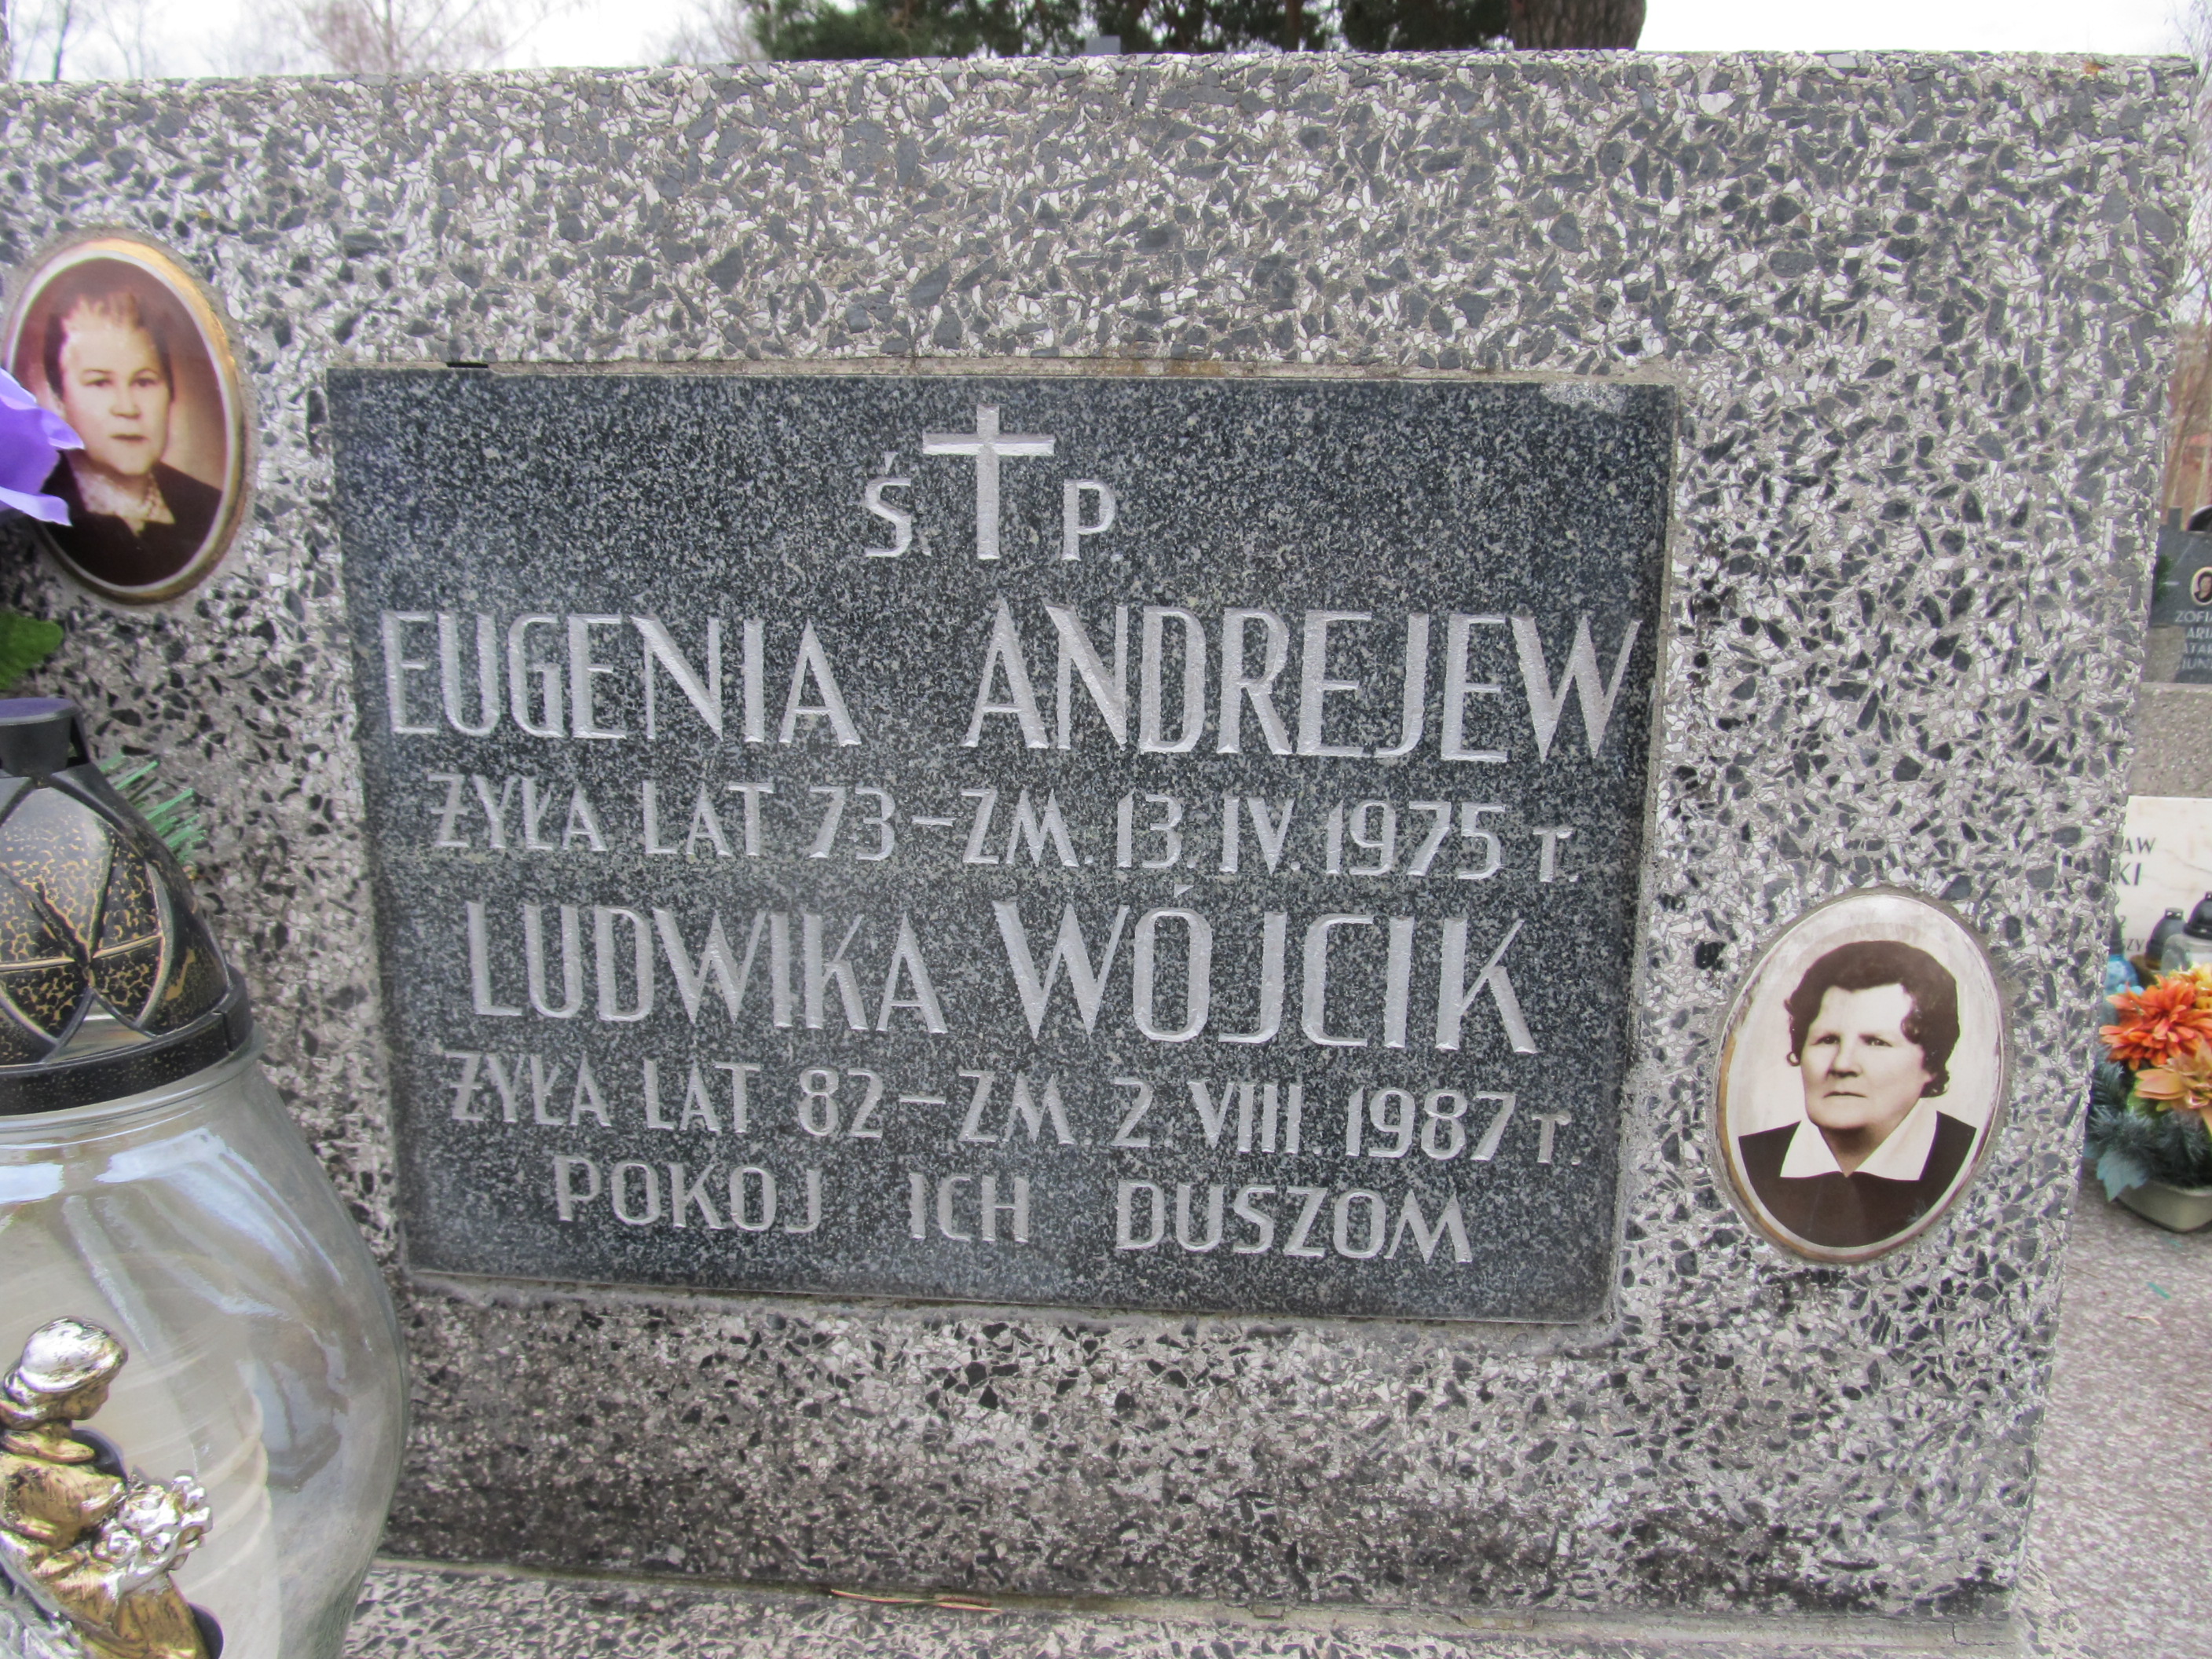 Ś. P.
EUGENIA ANDREJEW
ŻYŁA LAT 73 – ZM. 13. IV. 1975 r.
LUDWIKA WÓJCIK
ŻYŁA LAT 82 – ZM. 2. VIII. 1987 r.
POKÓJ ICH DUSZOM